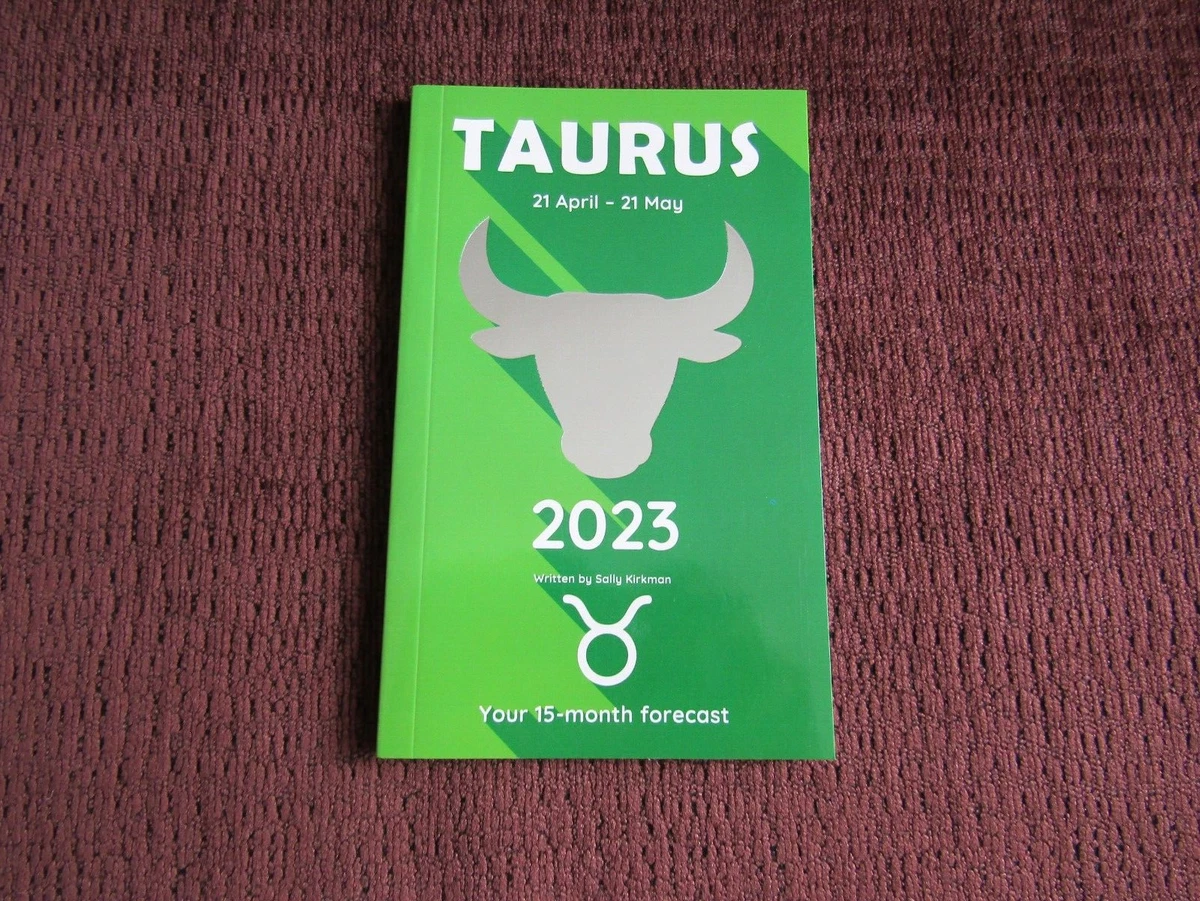 TAURUS
21 April – 21 May
2023
Written by Sally Kirkman
Your 15-month forecast